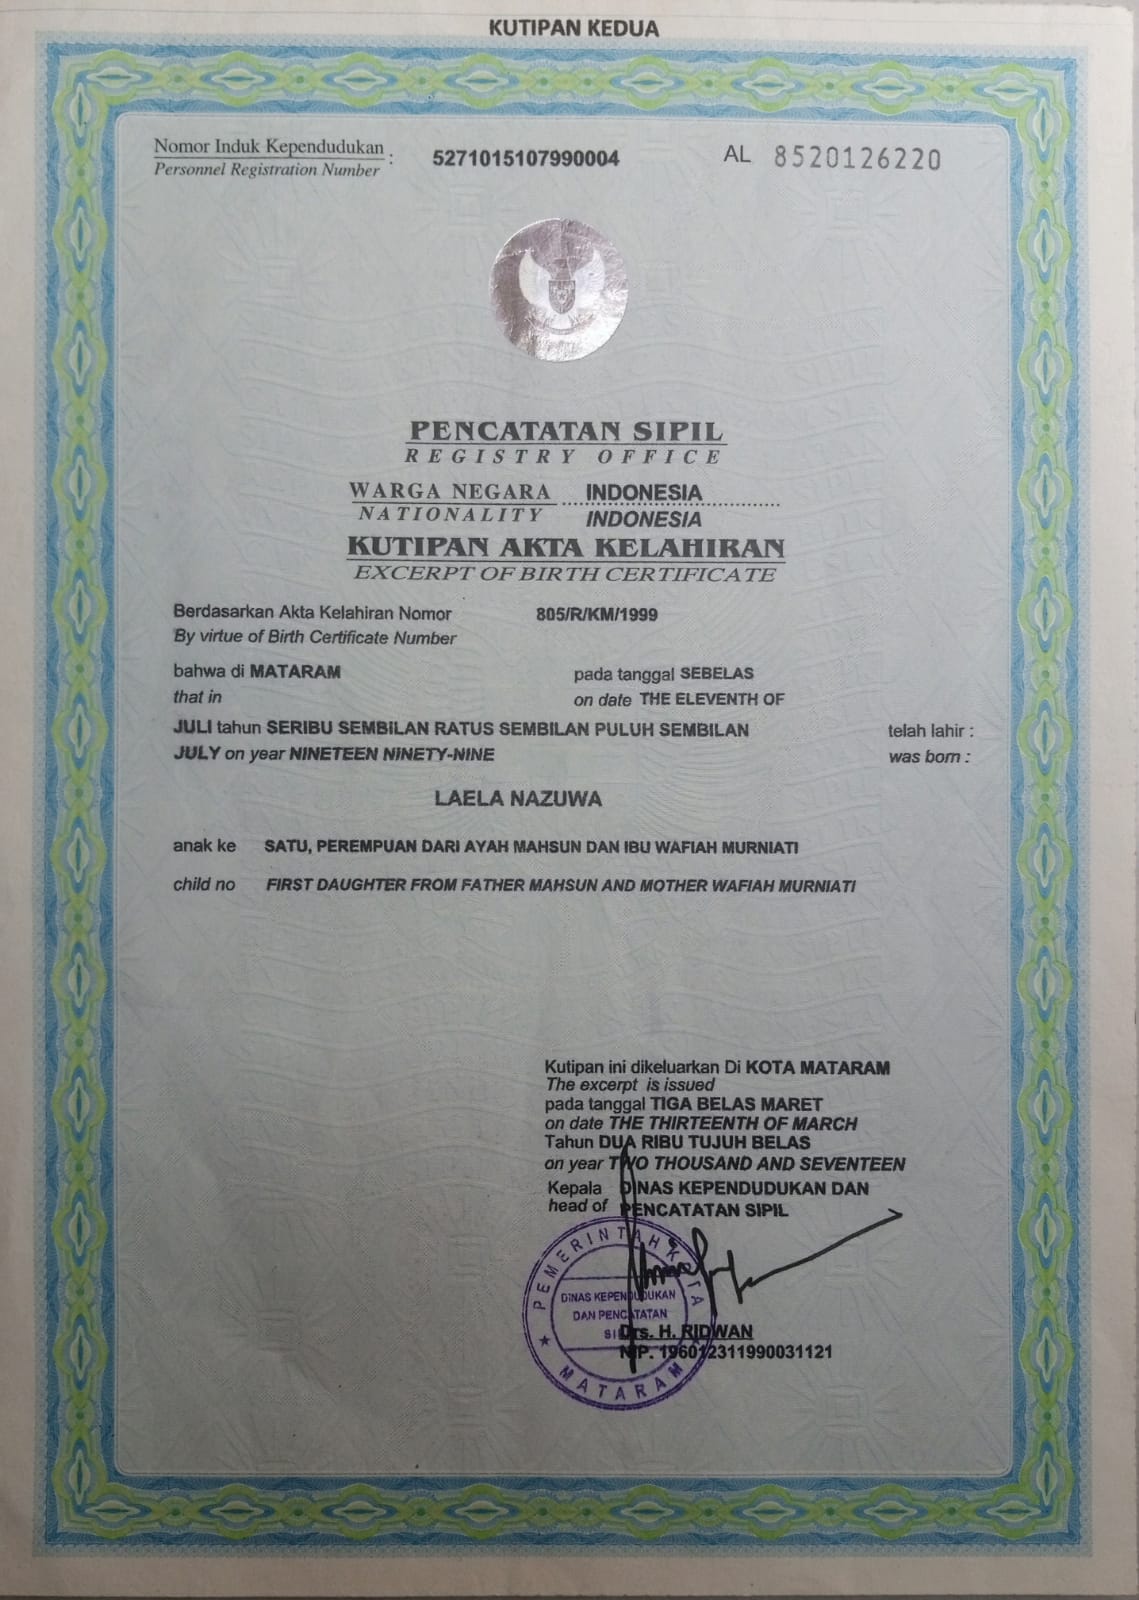 KUTIPAN KEDUA
Nomor Induk Kependudukan :
Personnel Registration Number
5271015107990004
AL 8520126220
PENCATATAN SIPIL
REGISTRY OFFICE
WARGA NEGARA INDONESIA
NATIONALITY INDONESIA
KUTIPAN AKTA KELAHIRAN
EXCERPT OF BIRTH CERTIFICATE
Berdasarkan Akta Kelahiran Nomor 805/R/KM/1999
By virtue of Birth Certificate Number
bahwa di MATARAM pada tanggal SEBELAS
that in on date THE ELEVENTH OF
JULI tahun SERIBU SEMBILAN RATUS SEMBILAN PULUH SEMBILAN telah lahir :
JULY on year NINETEEN NINETY-NINE was born :
LAELA NAZUWA
anak ke SATU, PEREMPUAN DARI AYAH MAHSUN DAN IBU WAFIAH MURNIATI
child no FIRST DAUGHTER FROM FATHER MAHSUN AND MOTHER WAFIAH MURNIATI
Kutipan ini dikeluarkan Di KOTA MATARAM
The excerpt is issued
pada tanggal TIGA BELAS MARET
on date THE THIRTEENTH OF MARCH
Tahun DUA RIBU TUJUH BELAS
on year TWO THOUSAND AND SEVENTEEN
Kepala DINAS KEPENDUDUKAN DAN
head of PENCATATAN SIPIL
PEMERINTAH KOTA
DINAS KEPENDUDUKAN
DAN PENCATATAN
SIPIL
MATARAM
Drs. H. RIDWAN
NIP. 196012311990031121